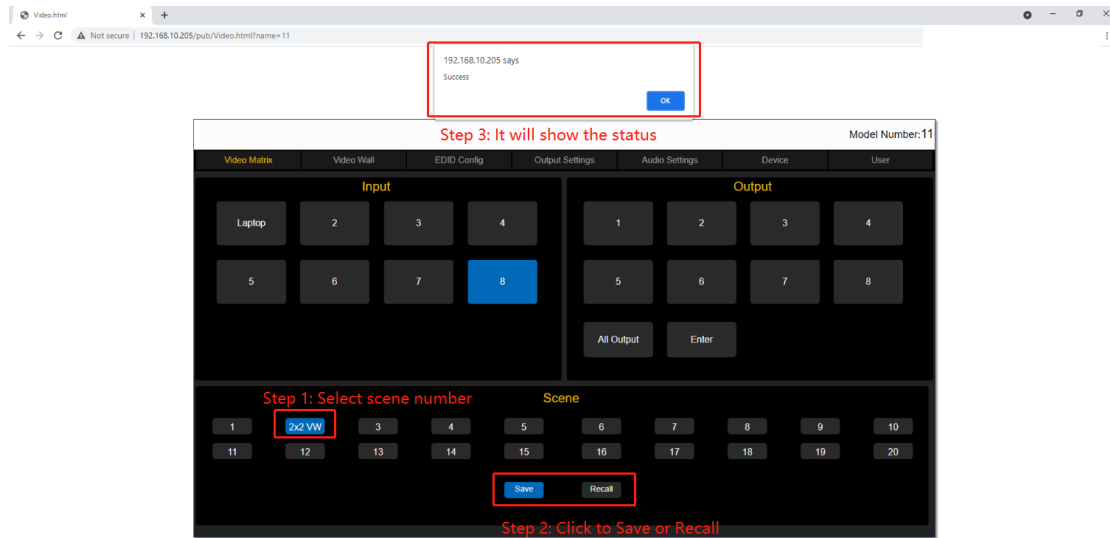 Video.html
Not secure | 192.168.10.205/pub/Video.html?name=11
192.168.10.205 says
Success
OK
Step 3: It will show the status
Model Number:11
Video Matrix Video Wall EDID Config Output Settings Audio Settings Device User
Input
Output
Laptop 2 3 4
1 2 3 4
5 6 7 8
5 6 7 8
All Output Enter
Step 1: Select scene number
Scene
1 2x2 VW 3 4 5 6 7 8 9 10
11 12 13 14 15 16 17 18 19 20
Save Recall
Step 2: Click to Save or Recall